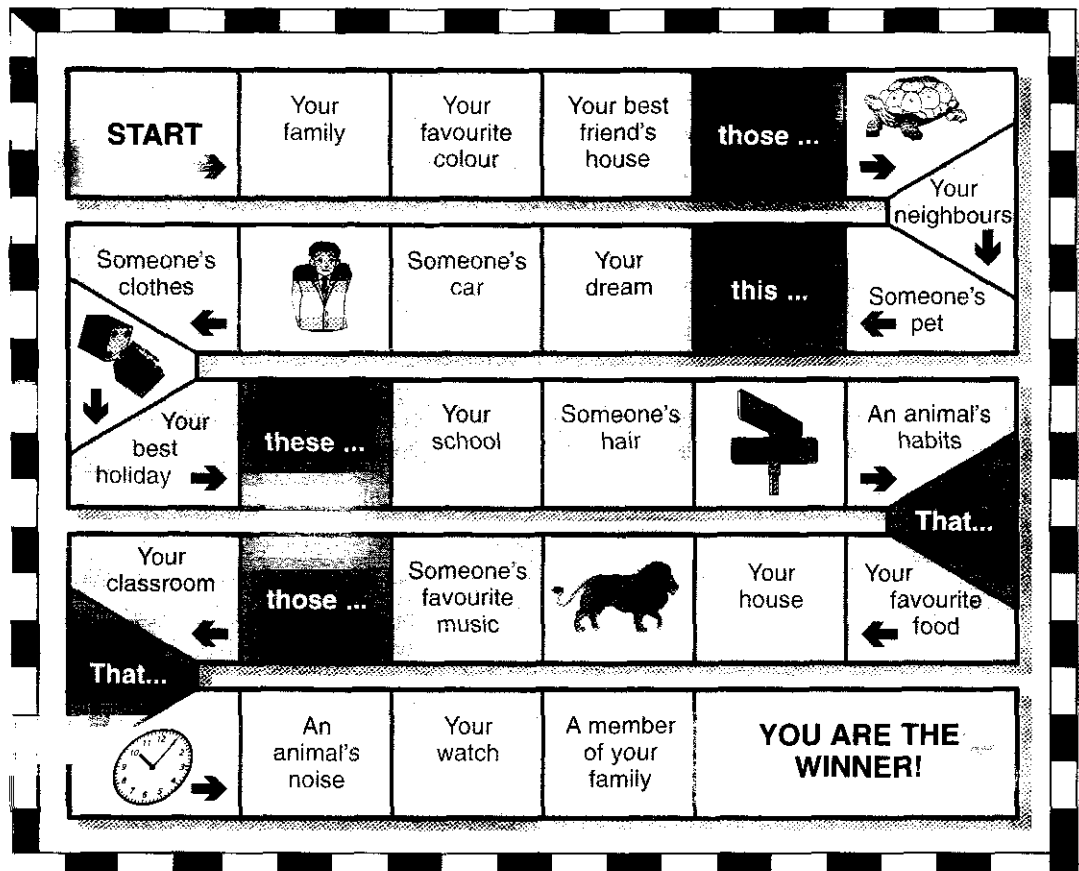 START
Your
family
Your
favourite
colour
Your best
friend's
house
those ...
Your
neighbours
Someone's
clothes
Someone's
car
Your
dream
this ...
Someone's
pet
Your
best
holiday
these ...
Your
school
Someone's
hair
An animal's
habits
That...
Your
classroom
those ...
Someone's
favourite
music
Your
house
Your
favourite
food
That...
An
animal's
noise
Your
watch
A member
of your
family
YOU ARE THE
WINNER!